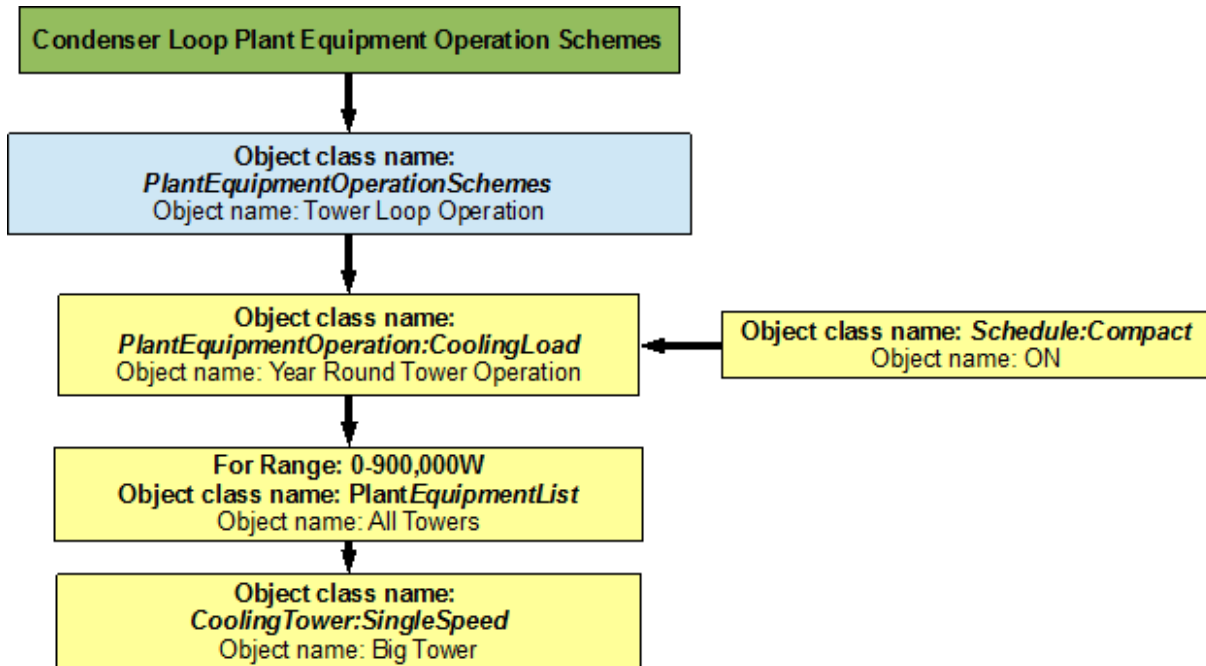 Condenser Loop Plant Equipment Operation Schemes
Object class name:
PlantEquipmentOperationSchemes
Object name: Tower Loop Operation
Object class name:
PlantEquipmentOperation:CoolingLoad
Object name: Year Round Tower Operation
Object class name: Schedule:Compact
Object name: ON
For Range: 0-900,000W
Object class name: PlantEquipmentList
Object name: All Towers
Object class name:
CoolingTower:SingleSpeed
Object name: Big Tower